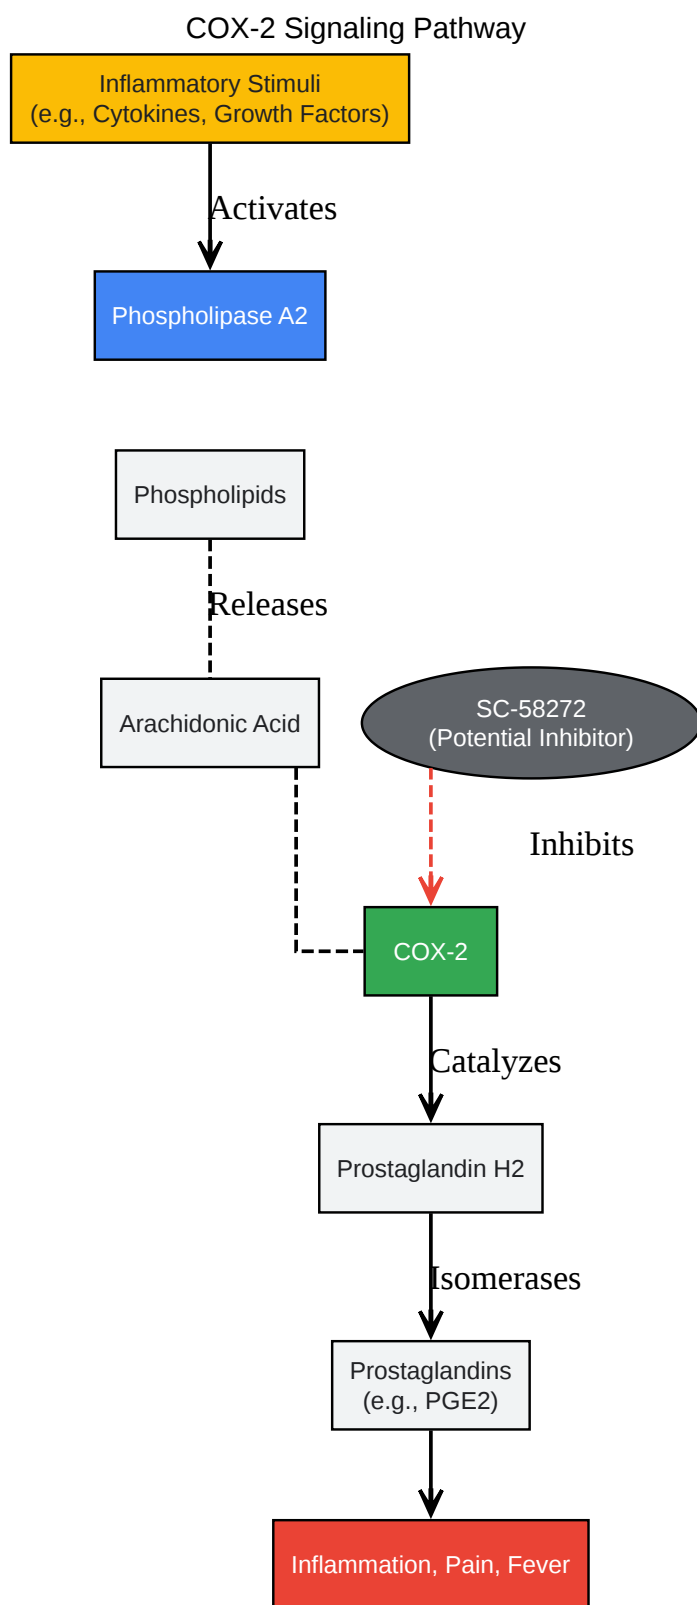 COX-2 Signaling Pathway
Inflammatory Stimuli
(e.g., Cytokines, Growth Factors)
Activates
Phospholipase A2
Phospholipids
Releases
Arachidonic Acid
SC-58272
(Potential Inhibitor)
Inhibits
COX-2
Catalyzes
Prostaglandin H2
Isomerases
Prostaglandins
(e.g., PGE2)
Inflammation, Pain, Fever